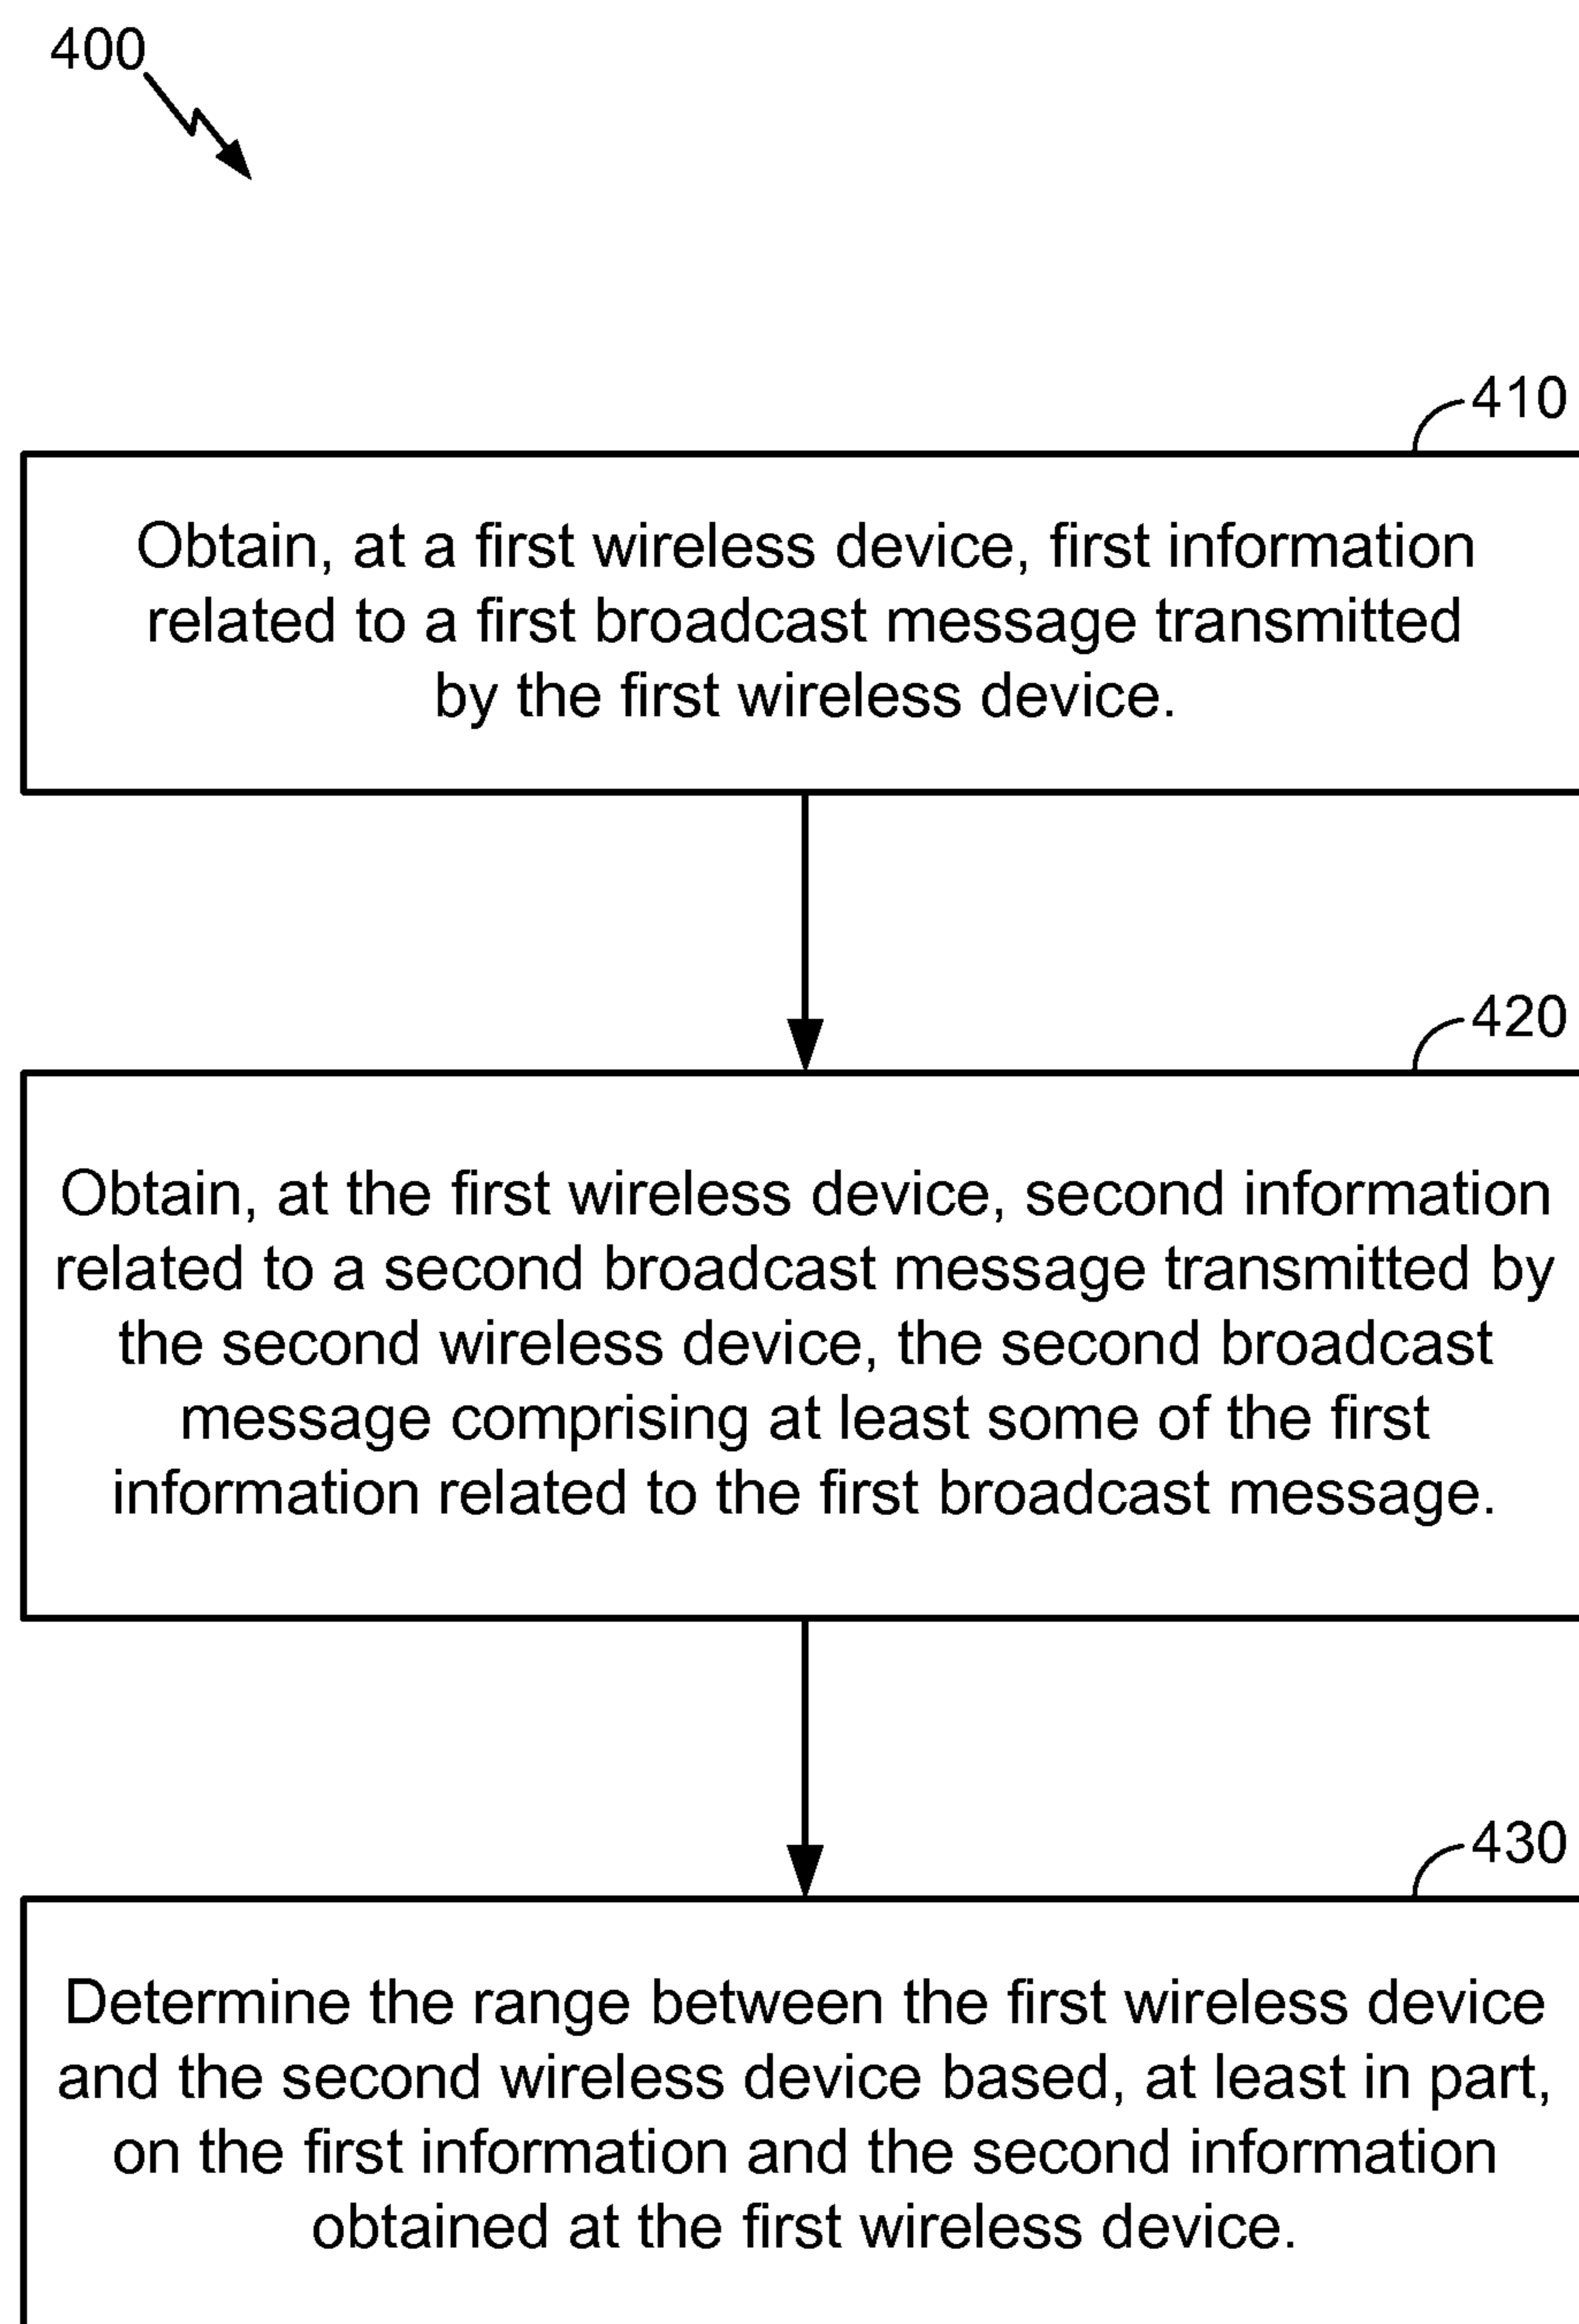 400
410
Obtain, at a first wireless device, first information
related to a first broadcast message transmitted
by the first wireless device.
420
Obtain, at the first wireless device, second information
related to a second broadcast message transmitted by
the second wireless device, the second broadcast
message comprising at least some of the first
information related to the first broadcast message.
430
Determine the range between the first wireless device
and the second wireless device based, at least in part,
on the first information and the second information
obtained at the first wireless device.